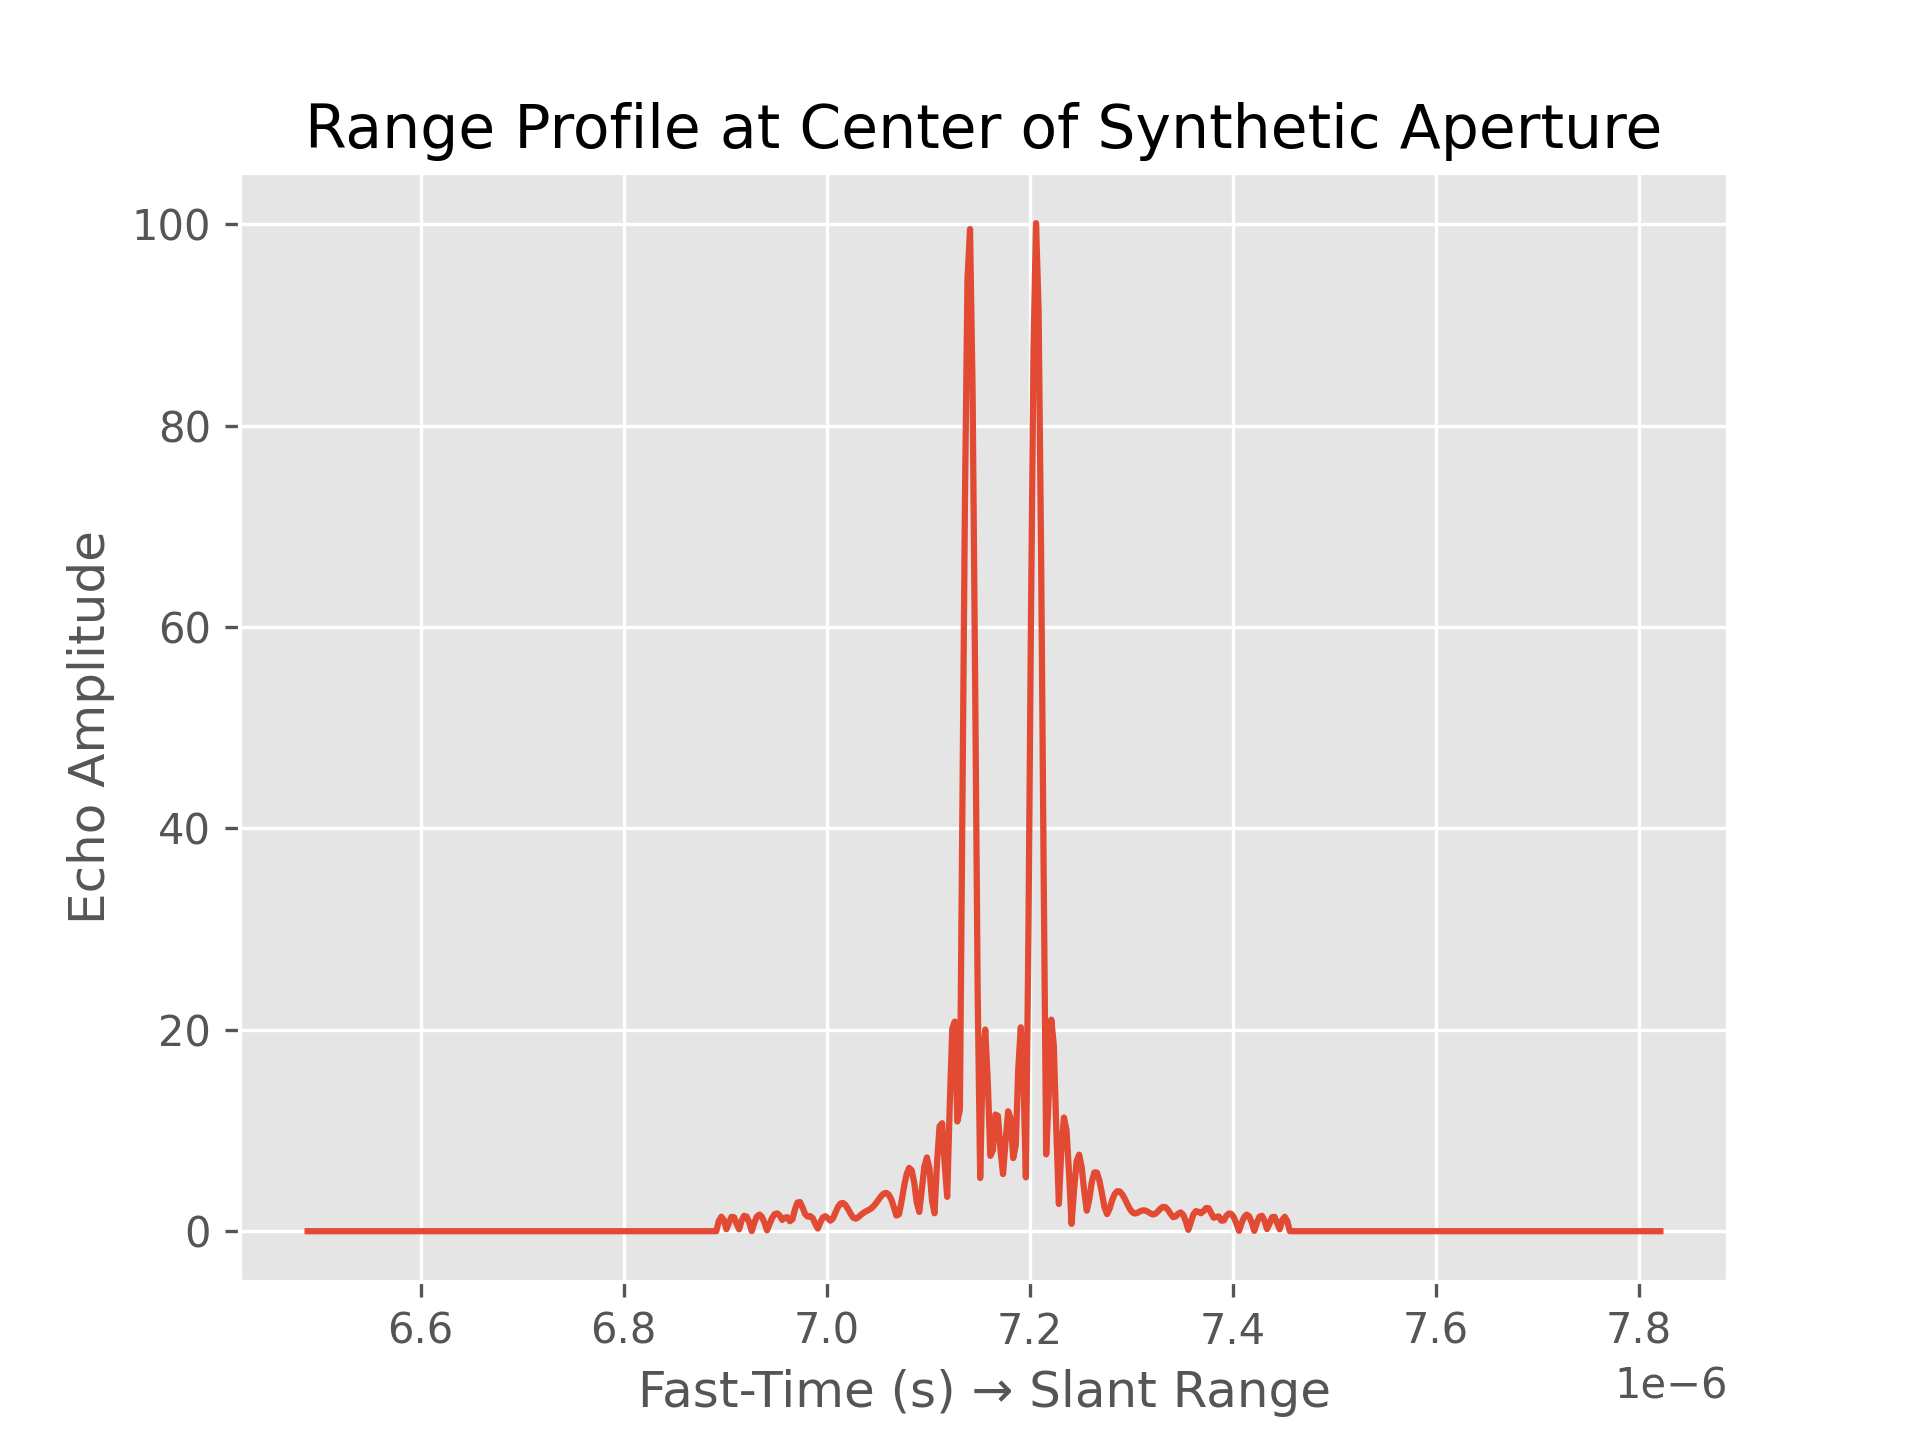 Range Profile at Center of Synthetic Aperture
100
80
60
40
20
0
Echo Amplitude
6.6 6.8 7.0 7.2 7.4 7.6 7.8
1e−6
Fast-Time (s) → Slant Range